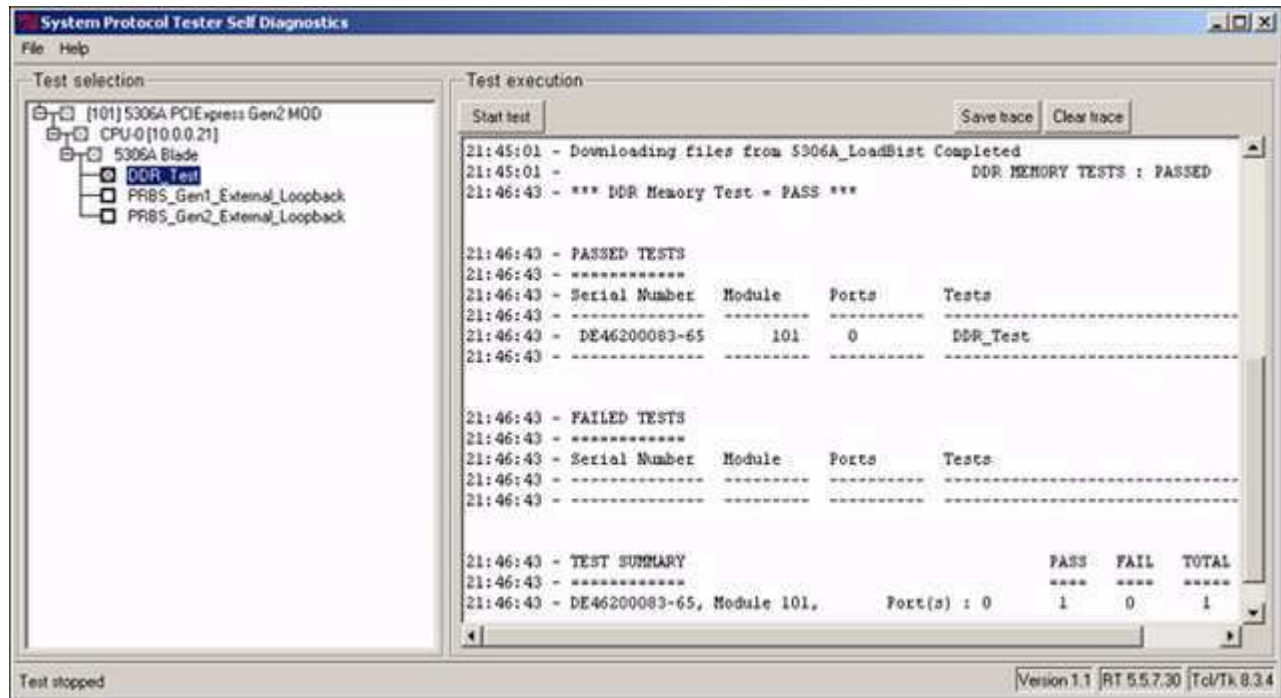 System Protocol Tester Self Diagnostics
File Help
Test selection
[101] 5306A PCIExpress Gen2 MOD
CPU-0 [10.0.0.21]
5306A Blade
DDR_Test
PRBS_Gen1_External_Loopback
PRBS_Gen2_External_Loopback
Test execution
Start test Save trace Clear trace
21:45:01 - Downloading files from 5306A_LoadBist Completed
21:45:01 - DDR MEMORY TESTS : PASSED
21:46:43 - *** DDR Memory Test = PASS ***
21:46:43 - PASSED TESTS
21:46:43 - ============
21:46:43 - Serial Number Module Ports Tests
21:46:43 - -------------- --------- ---------- -------------------------------
21:46:43 - DE46200083-65 101 0 DDR_Test
21:46:43 - -------------- --------- ---------- -------------------------------
21:46:43 - FAILED TESTS
21:46:43 - ============
21:46:43 - Serial Number Module Ports Tests
21:46:43 - -------------- --------- ---------- -------------------------------
21:46:43 - -------------- --------- ---------- -------------------------------
21:46:43 - TEST SUMMARY PASS FAIL TOTAL
21:46:43 - ============ ==== ==== =====
21:46:43 - DE46200083-65, Module 101, Port(s) : 0 1 0 1
Test stopped
Version 1.1 RT 5.5.7.30 Tcl/Tk 8.3.4